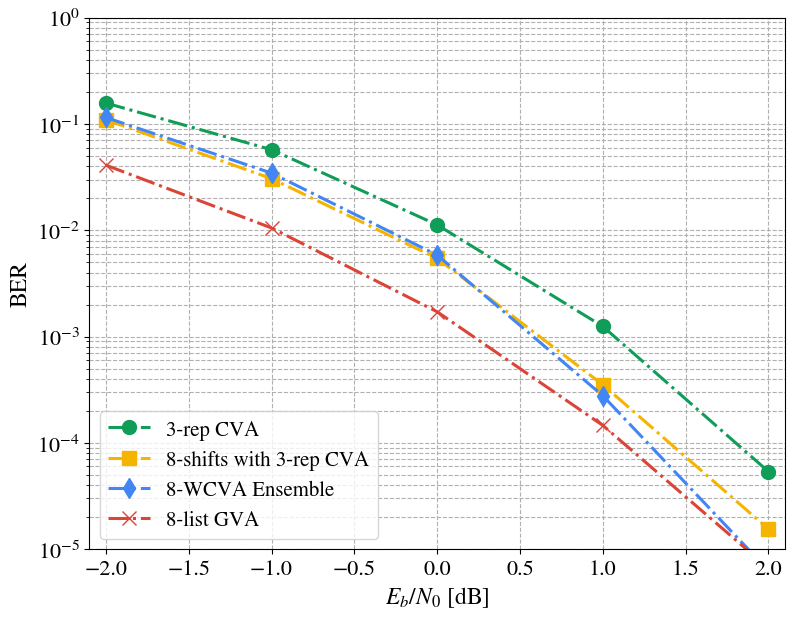 10⁰
10⁻¹
10⁻²
10⁻³
10⁻⁴
10⁻⁵
BER
3-rep CVA
8-shifts with 3-rep CVA
8-WCVA Ensemble
8-list GVA
−2.0 −1.5 −1.0 −0.5 0.0 0.5 1.0 1.5 2.0
E_b/N_0 [dB]